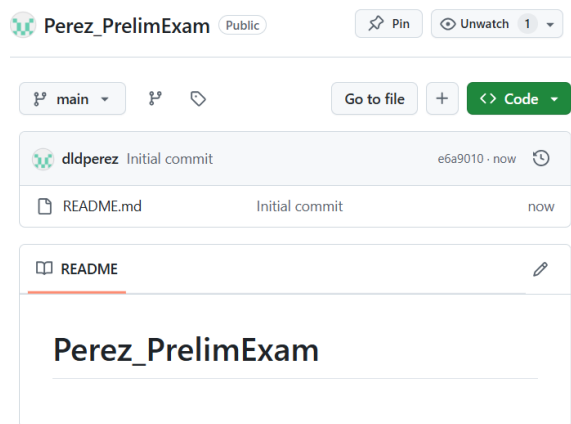 Perez_PrelimExam Public Pin Unwatch 1
main Go to file + Code
dldperez Initial commit e6a9010 · now
README.md Initial commit now
README
Perez_PrelimExam